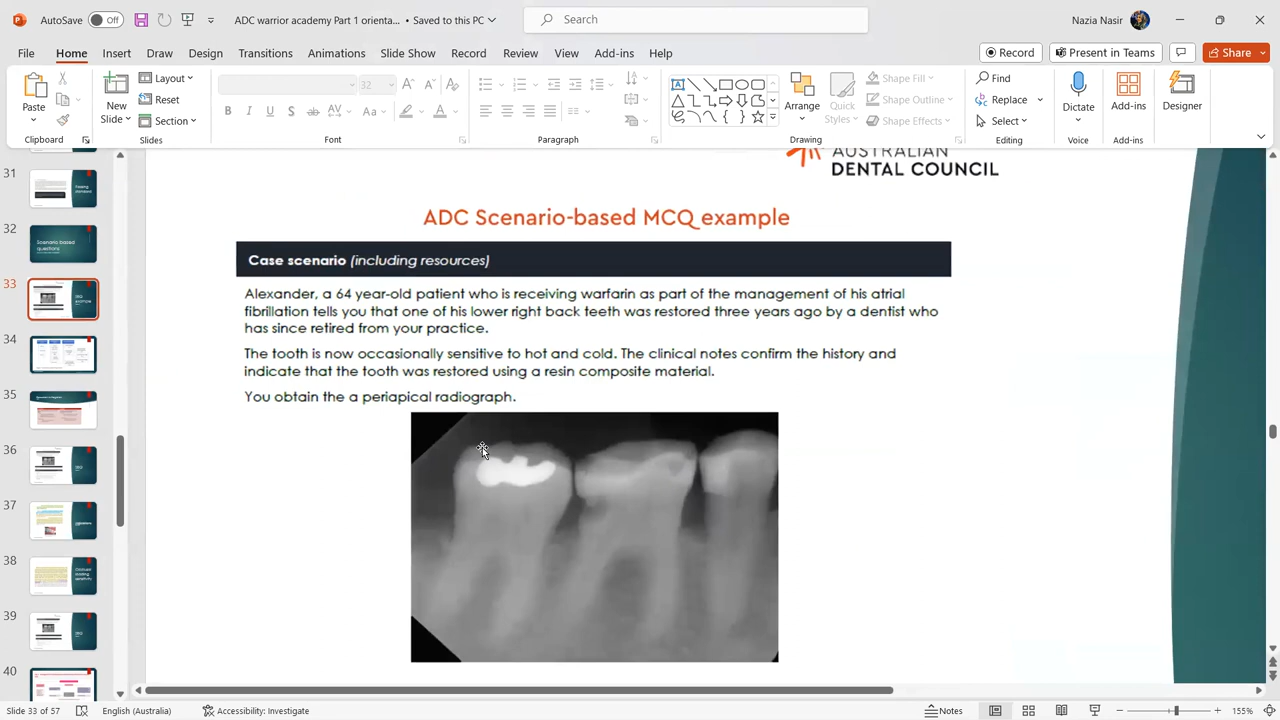 AutoSave Off ADC warrior academy Part 1 orienta... • Saved to this PC Search Nazia Nasir
File Home Insert Draw Design Transitions Animations Slide Show Record Review View Add-ins Help Record Present in Teams Share
Paste
New Slide
Layout
Reset
Section
32
Shape Fill
Shape Outline
Shape Effects
Arrange
Quick Styles
Find
Replace
Select
Dictate
Add-ins
Designer
Clipboard Slides Font Paragraph Drawing Editing Voice Add-ins
31
32
Scenario based
questions
33
34
35
36
37
38
39
40
AUSTRALIAN
DENTAL COUNCIL
ADC Scenario-based MCQ example
Case scenario (including resources)
Alexander, a 64 year-old patient who is receiving warfarin as part of the management of his atrial
fibrillation tells you that one of his lower right back teeth was restored three years ago by a dentist who
has since retired from your practice.
The tooth is now occasionally sensitive to hot and cold. The clinical notes confirm the history and
indicate that the tooth was restored using a resin composite material.
You obtain the a periapical radiograph.
Slide 33 of 57 English (Australia) Accessibility: Investigate Notes 155%